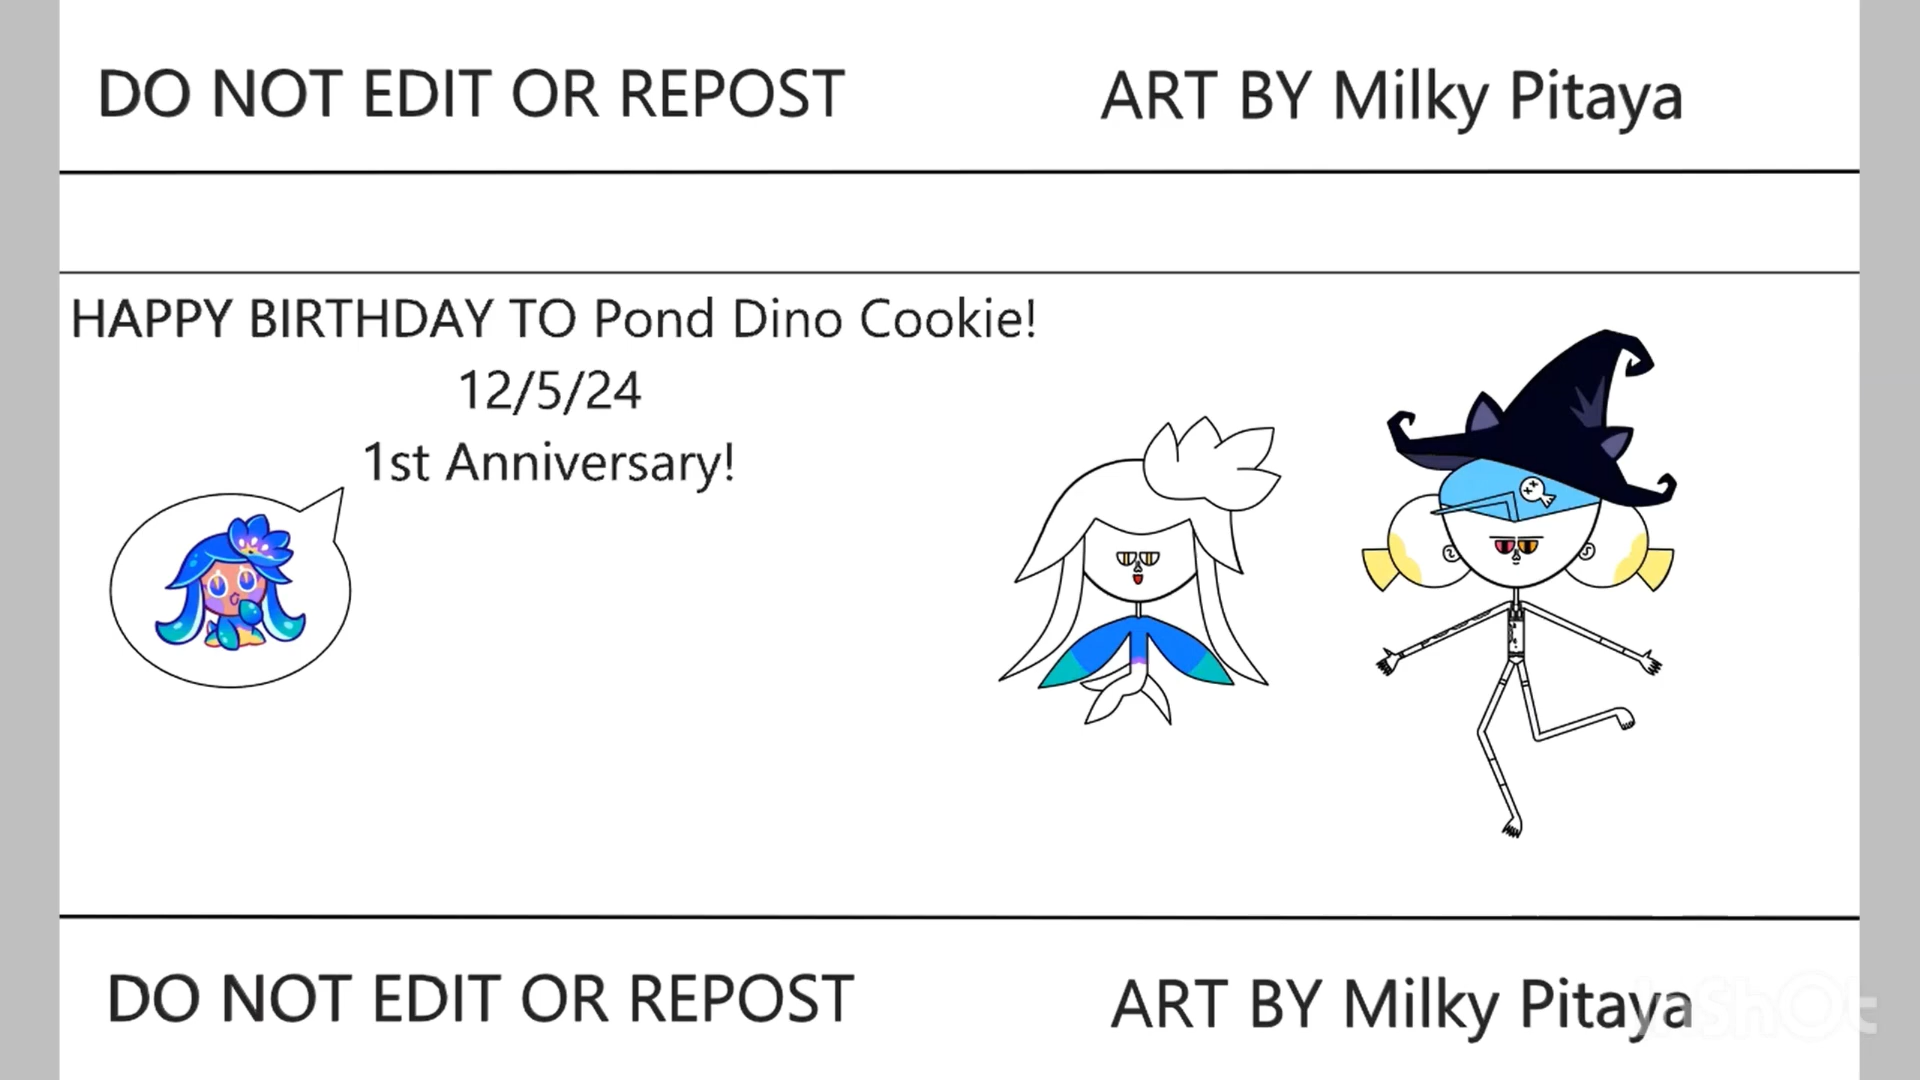 DO NOT EDIT OR REPOST
ART BY Milky Pitaya
HAPPY BIRTHDAY TO Pond Dino Cookie!
12/5/24
1st Anniversary!
DO NOT EDIT OR REPOST
ART BY Milky Pitaya
InShOt